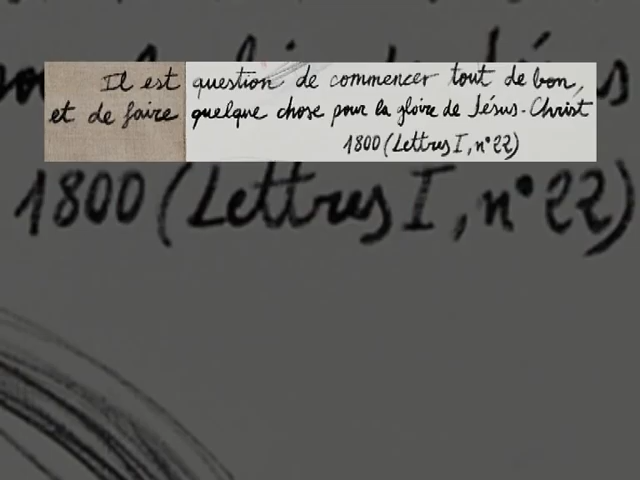 Il est question de commencer tout de bon,
et de faire quelque chose pour la gloire de Jésus-Christ
1800 (Lettres I, n°22)
1800 (Lettres I, n°22)